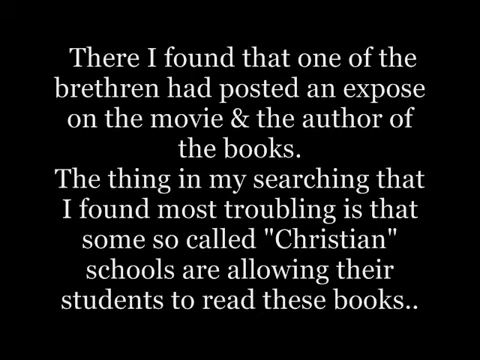 There I found that one of the
brethren had posted an expose
on the movie & the author of
the books.
The thing in my searching that
I found most troubling is that
some so called "Christian"
schools are allowing their
students to read these books..